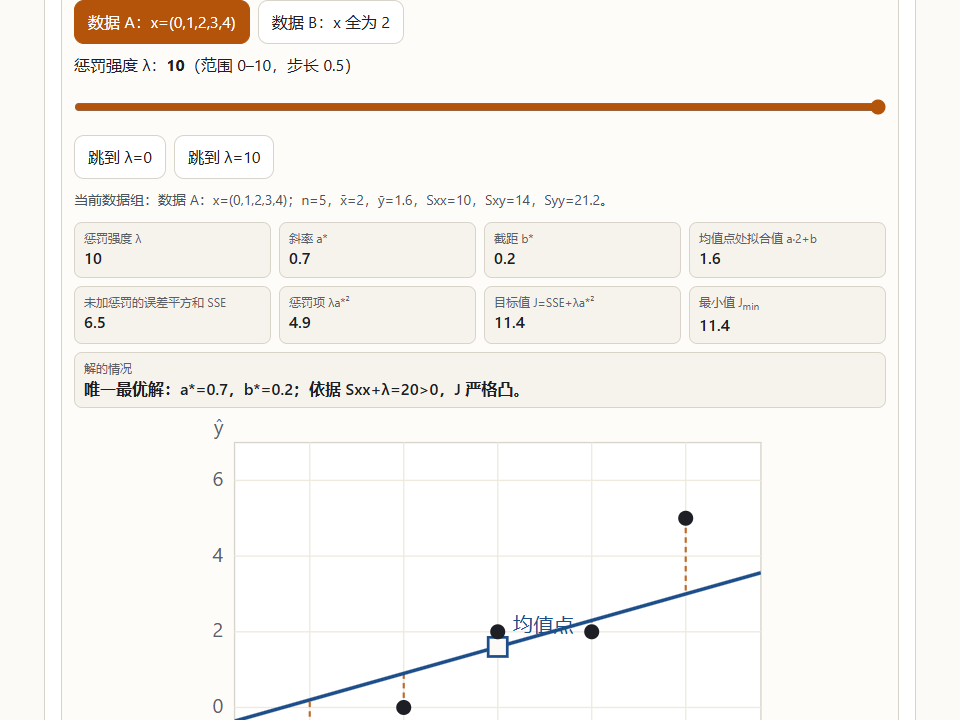 数据 A：x=(0,1,2,3,4)
数据 B：x 全为 2
惩罚强度 λ：10（范围 0–10，步长 0.5）
跳到 λ=0
跳到 λ=10
当前数据组：数据 A：x=(0,1,2,3,4)；n=5，x̄=2，ȳ=1.6，Sxx=10，Sxy=14，Syy=21.2。
惩罚强度 λ
10
斜率 a*
0.7
截距 b*
0.2
均值点处拟合值 a·2+b
1.6
未加惩罚的误差平方和 SSE
6.5
惩罚项 λa*²
4.9
目标值 J=SSE+λa*²
11.4
最小值 Jmin
11.4
解的情况
唯一最优解：a*=0.7，b*=0.2；依据 Sxx+λ=20>0，J 严格凸。
ŷ
6
4
均值点
2
0